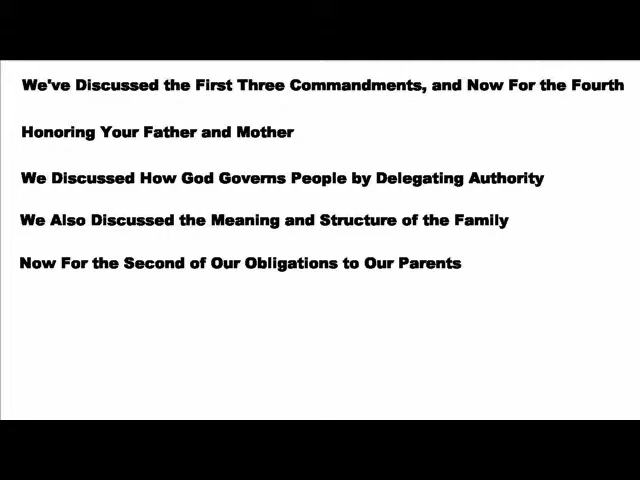 We've Discussed the First Three Commandments, and Now For the Fourth
Honoring Your Father and Mother
We Discussed How God Governs People by Delegating Authority
We Also Discussed the Meaning and Structure of the Family
Now For the Second of Our Obligations to Our Parents